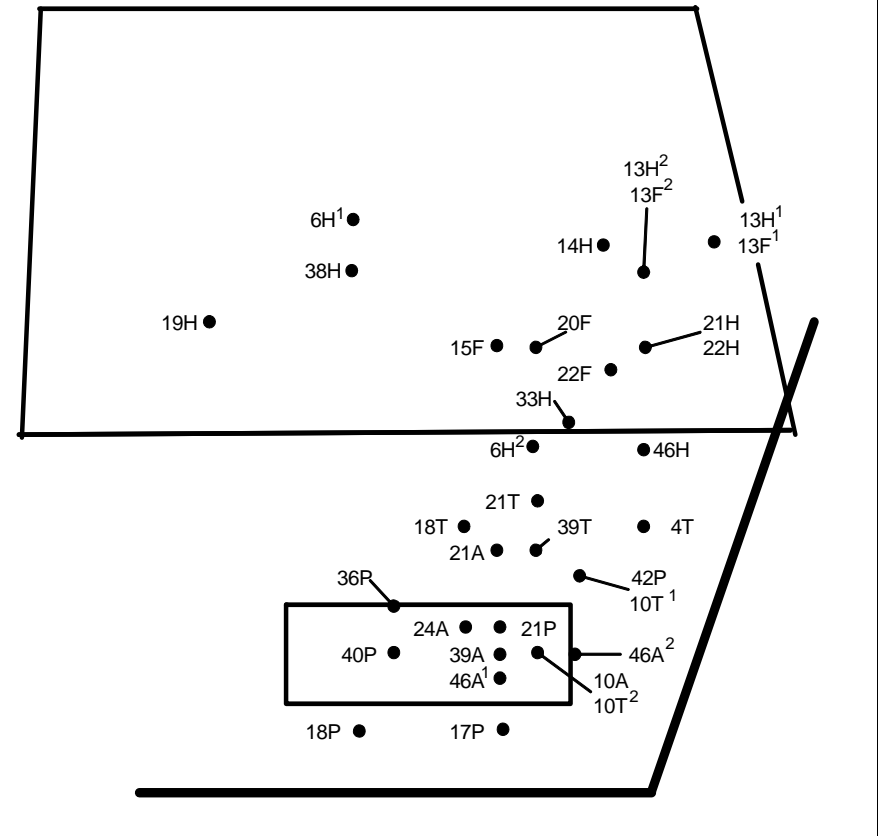 13H²
13F²
6H¹
13H¹
13F¹
14H
38H
19H
20F
21H
15F
22H
22F
33H
6H²
46H
21T
18T
39T
4T
21A
36P
42P
10T ¹
24A
21P
40P
39A
46A²
46A¹
10A
10T²
18P
17P